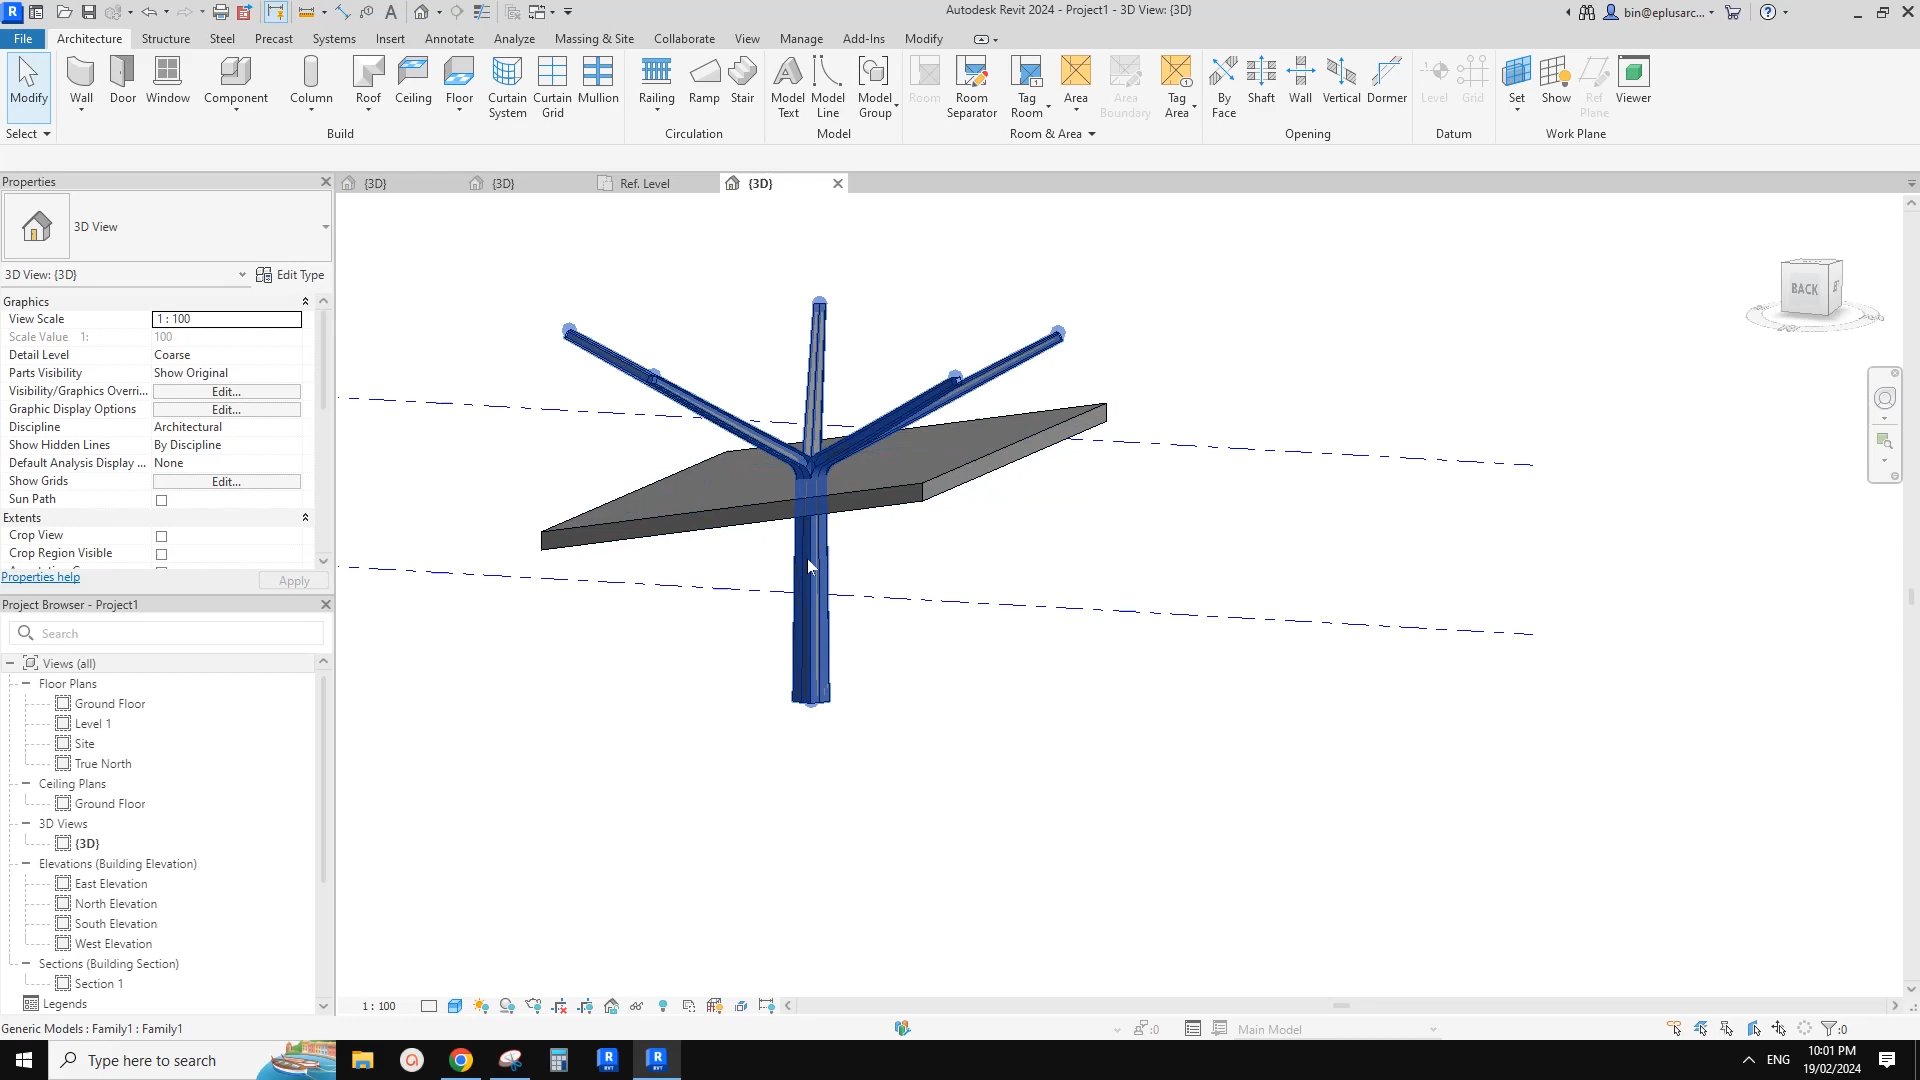 Autodesk Revit 2024 - Project1 - 3D View: {3D}
bin@eplusarc...
File Architecture Structure Steel Precast Systems Insert Annotate Analyze Massing & Site Collaborate View Manage Add-Ins Modify
Modify Wall Door Window Component Column Roof Ceiling Floor Curtain System Curtain Grid Mullion Railing Ramp Stair Model Text Model Line Model Group Room Room Separator Tag Room Area Area Boundary Tag Area By Face Shaft Wall Vertical Dormer Level Grid Set Show Ref Plane Viewer
Select Build Circulation Model Room & Area Opening Datum Work Plane
Properties
{3D} {3D} Ref. Level {3D}
3D View
3D View: {3D} Edit Type
Graphics
View Scale 1 : 100
Scale Value 1: 100
Detail Level Coarse
Parts Visibility Show Original
Visibility/Graphics Overri... Edit...
Graphic Display Options Edit...
Discipline Architectural
Show Hidden Lines By Discipline
Default Analysis Display ... None
Show Grids Edit...
Sun Path
Extents
Crop View
Crop Region Visible
Properties help Apply
BACK
Project Browser - Project1
Search
Views (all)
Floor Plans
Ground Floor
Level 1
Site
True North
Ceiling Plans
Ground Floor
3D Views
{3D}
Elevations (Building Elevation)
East Elevation
North Elevation
South Elevation
West Elevation
Sections (Building Section)
Section 1
Legends
1 : 100
Generic Models : Family1 : Family1
:0
Main Model
:0
Type here to search
ENG
10:01 PM
19/02/2024